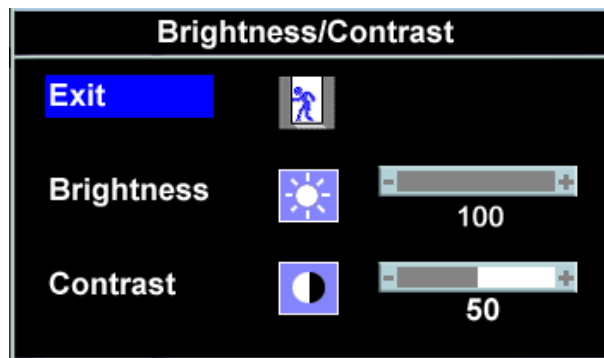 Brightness/Contrast
Exit
Brightness
- +
100
Contrast
- +
50